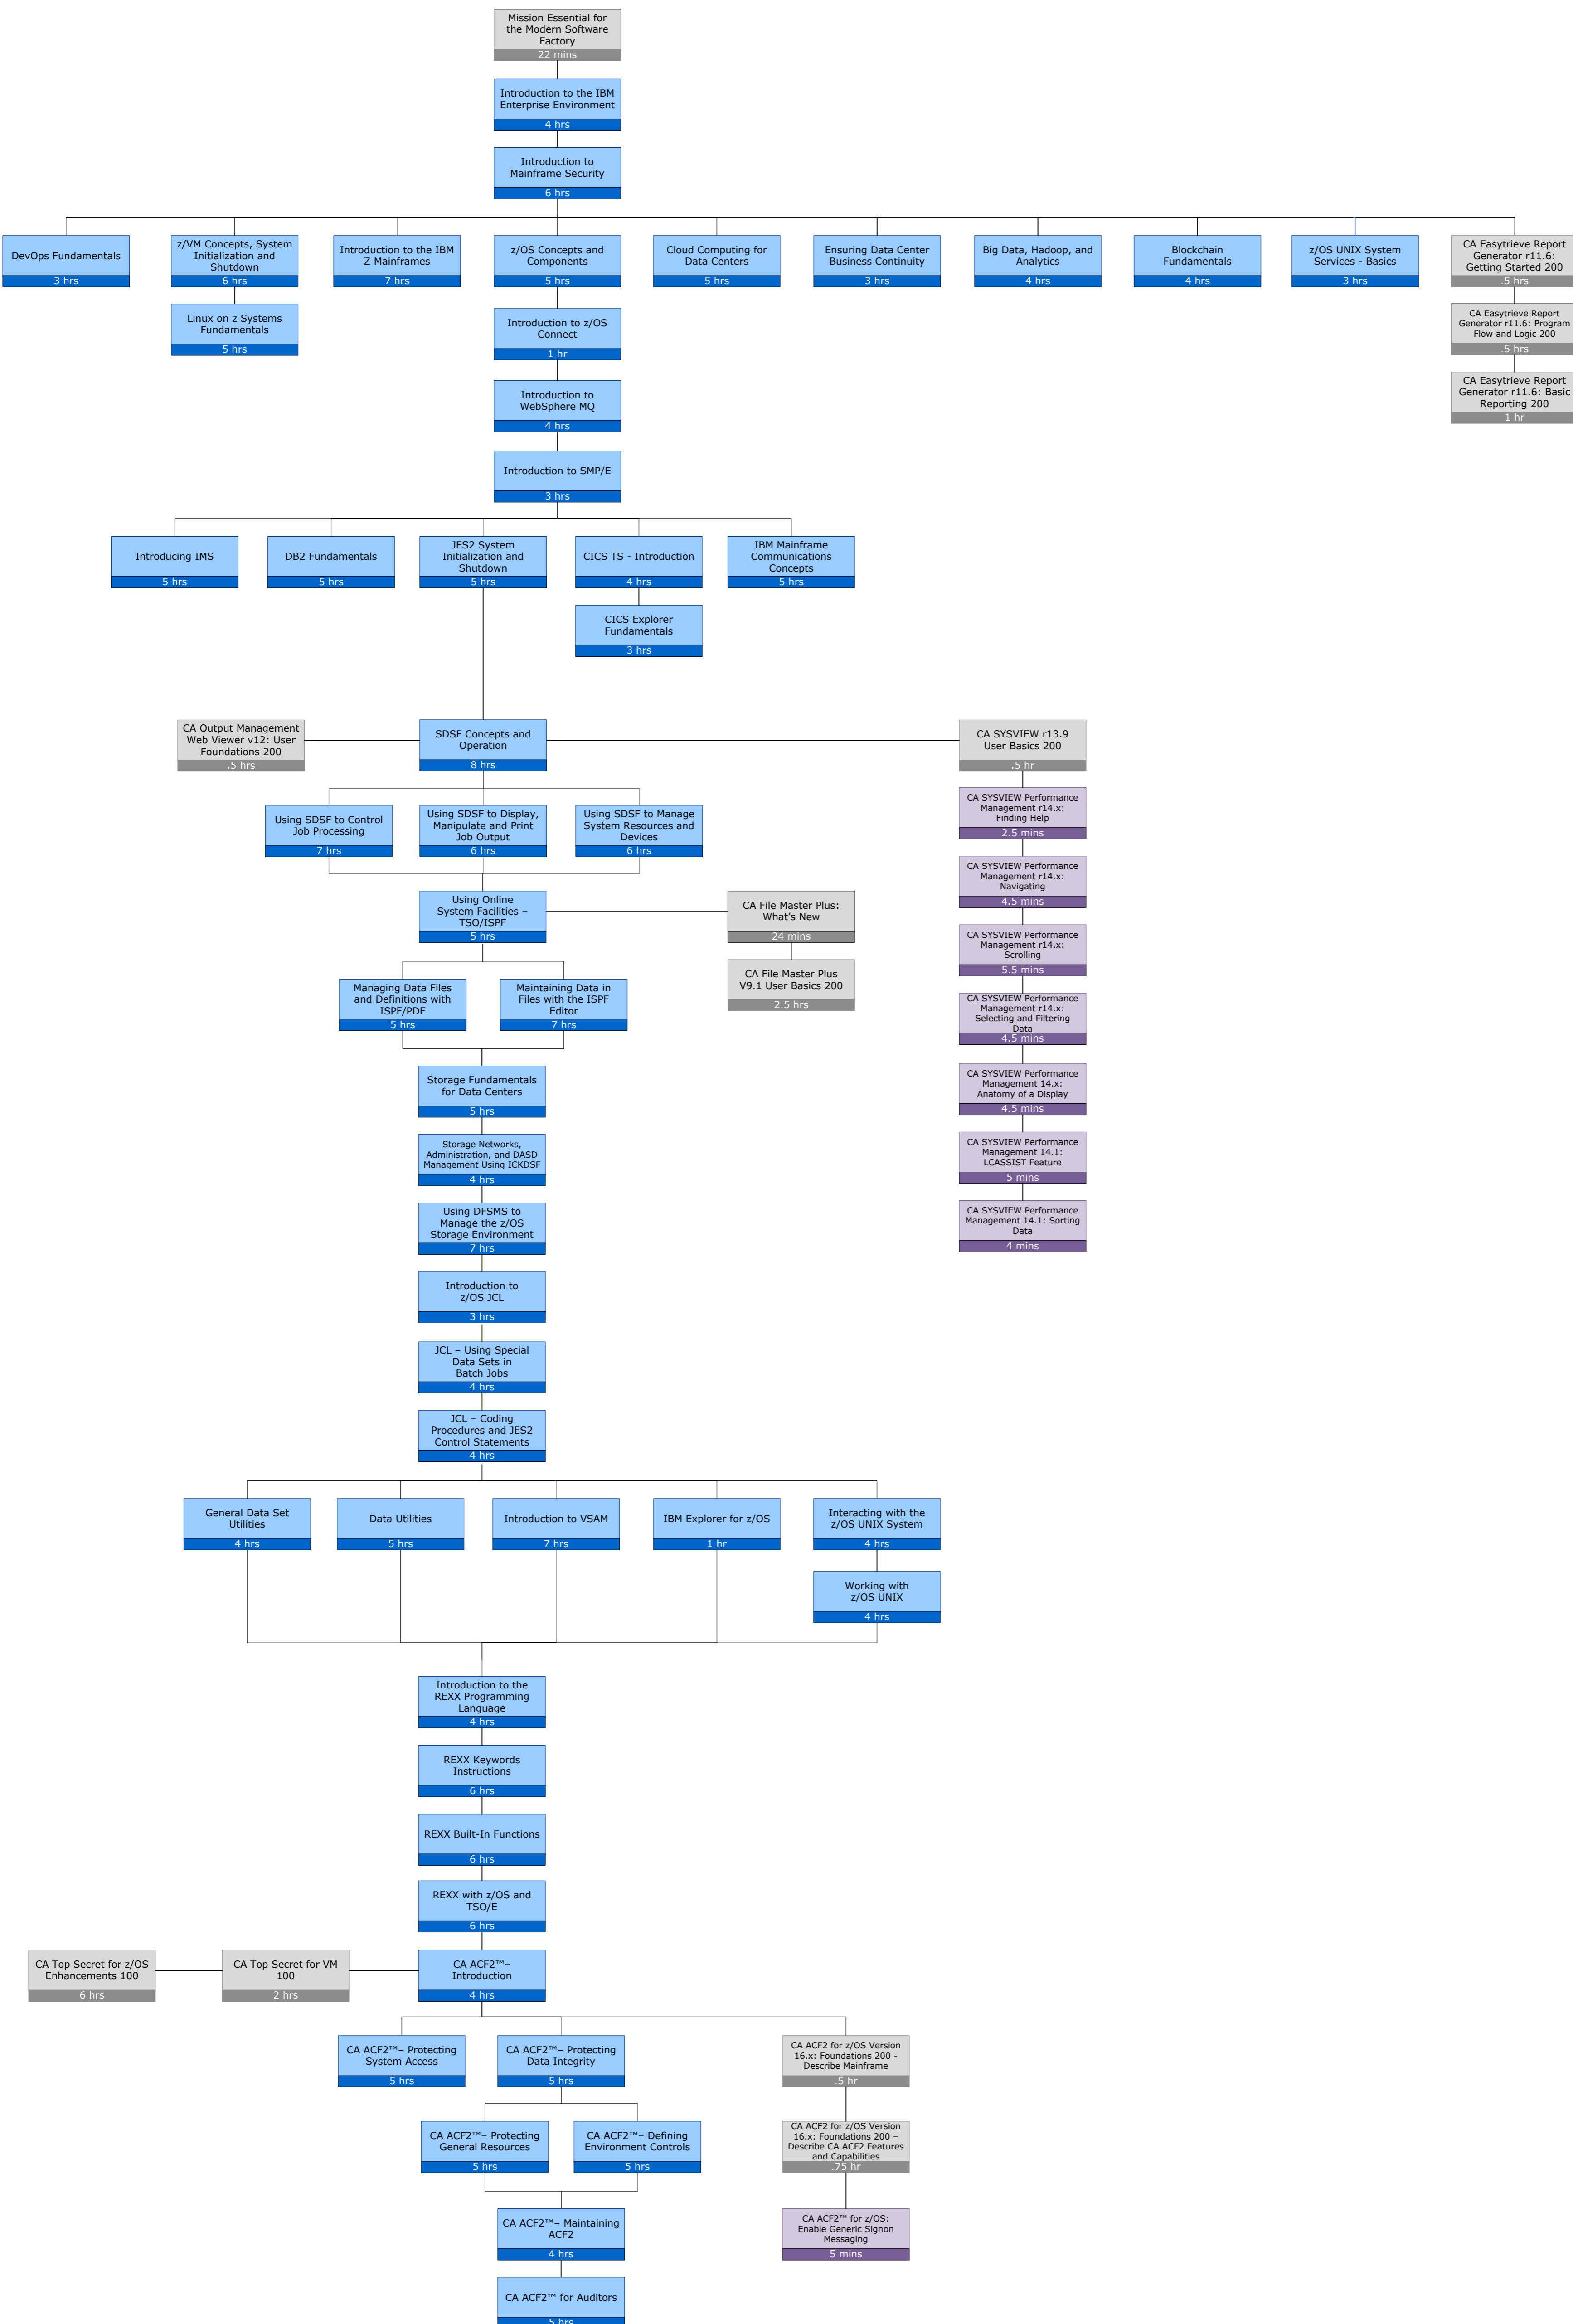 Mission Essential for
the Modern Software
Factory
22 mins
Introduction to the IBM
Enterprise Environment
4 hrs
Introduction to
Mainframe Security
6 hrs
DevOps Fundamentals
3 hrs
z/VM Concepts, System
Initialization and
Shutdown
6 hrs
Introduction to the IBM
Z Mainframes
7 hrs
z/OS Concepts and
Components
5 hrs
Cloud Computing for
Data Centers
5 hrs
Ensuring Data Center
Business Continuity
3 hrs
Big Data, Hadoop, and
Analytics
4 hrs
Blockchain
Fundamentals
4 hrs
z/OS UNIX System
Services - Basics
3 hrs
CA Easytrieve Report
Generator r11.6:
Getting Started 200
.5 hrs
Linux on z Systems
Fundamentals
5 hrs
Introduction to z/OS
Connect
1 hr
CA Easytrieve Report
Generator r11.6: Program
Flow and Logic 200
.5 hrs
Introduction to
WebSphere MQ
4 hrs
CA Easytrieve Report
Generator r11.6: Basic
Reporting 200
1 hr
Introduction to SMP/E
3 hrs
Introducing IMS
5 hrs
DB2 Fundamentals
5 hrs
JES2 System
Initialization and
Shutdown
5 hrs
CICS TS - Introduction
4 hrs
IBM Mainframe
Communications
Concepts
5 hrs
CICS Explorer
Fundamentals
3 hrs
CA Output Management
Web Viewer v12: User
Foundations 200
.5 hrs
SDSF Concepts and
Operation
8 hrs
CA SYSVIEW r13.9
User Basics 200
.5 hr
Using SDSF to Control
Job Processing
7 hrs
Using SDSF to Display,
Manipulate and Print
Job Output
6 hrs
Using SDSF to Manage
System Resources and
Devices
6 hrs
CA SYSVIEW Performance
Management r14.x:
Finding Help
2.5 mins
CA SYSVIEW Performance
Management r14.x:
Navigating
4.5 mins
Using Online
System Facilities –
TSO/ISPF
5 hrs
CA File Master Plus:
What's New
24 mins
CA SYSVIEW Performance
Management r14.x:
Scrolling
5.5 mins
CA File Master Plus
V9.1 User Basics 200
2.5 hrs
Managing Data Files
and Definitions with
ISPF/PDF
5 hrs
Maintaining Data in
Files with the ISPF
Editor
7 hrs
CA SYSVIEW Performance
Management r14.x:
Selecting and Filtering
Data
4.5 mins
Storage Fundamentals
for Data Centers
5 hrs
CA SYSVIEW Performance
Management 14.x:
Anatomy of a Display
4.5 mins
Storage Networks,
Administration, and DASD
Management Using ICKDSF
4 hrs
CA SYSVIEW Performance
Management 14.1:
LCASSIST Feature
5 mins
Using DFSMS to
Manage the z/OS
Storage Environment
7 hrs
CA SYSVIEW Performance
Management 14.1: Sorting
Data
4 mins
Introduction to
z/OS JCL
3 hrs
JCL – Using Special
Data Sets in
Batch Jobs
4 hrs
JCL – Coding
Procedures and JES2
Control Statements
4 hrs
General Data Set
Utilities
4 hrs
Data Utilities
5 hrs
Introduction to VSAM
7 hrs
IBM Explorer for z/OS
1 hr
Interacting with the
z/OS UNIX System
4 hrs
Working with
z/OS UNIX
4 hrs
Introduction to the
REXX Programming
Language
4 hrs
REXX Keywords
Instructions
6 hrs
REXX Built-In Functions
6 hrs
REXX with z/OS and
TSO/E
6 hrs
CA Top Secret for z/OS
Enhancements 100
6 hrs
CA Top Secret for VM
100
2 hrs
CA ACF2™–
Introduction
4 hrs
CA ACF2™– Protecting
System Access
5 hrs
CA ACF2™– Protecting
Data Integrity
5 hrs
CA ACF2 for z/OS Version
16.x: Foundations 200 -
Describe Mainframe
.5 hr
CA ACF2™– Protecting
General Resources
5 hrs
CA ACF2™– Defining
Environment Controls
5 hrs
CA ACF2 for z/OS Version
16.x: Foundations 200 –
Describe CA ACF2 Features
and Capabilities
.75 hr
CA ACF2™– Maintaining
ACF2
4 hrs
CA ACF2™ for z/OS:
Enable Generic Signon
Messaging
5 mins
CA ACF2™ for Auditors
5 hrs